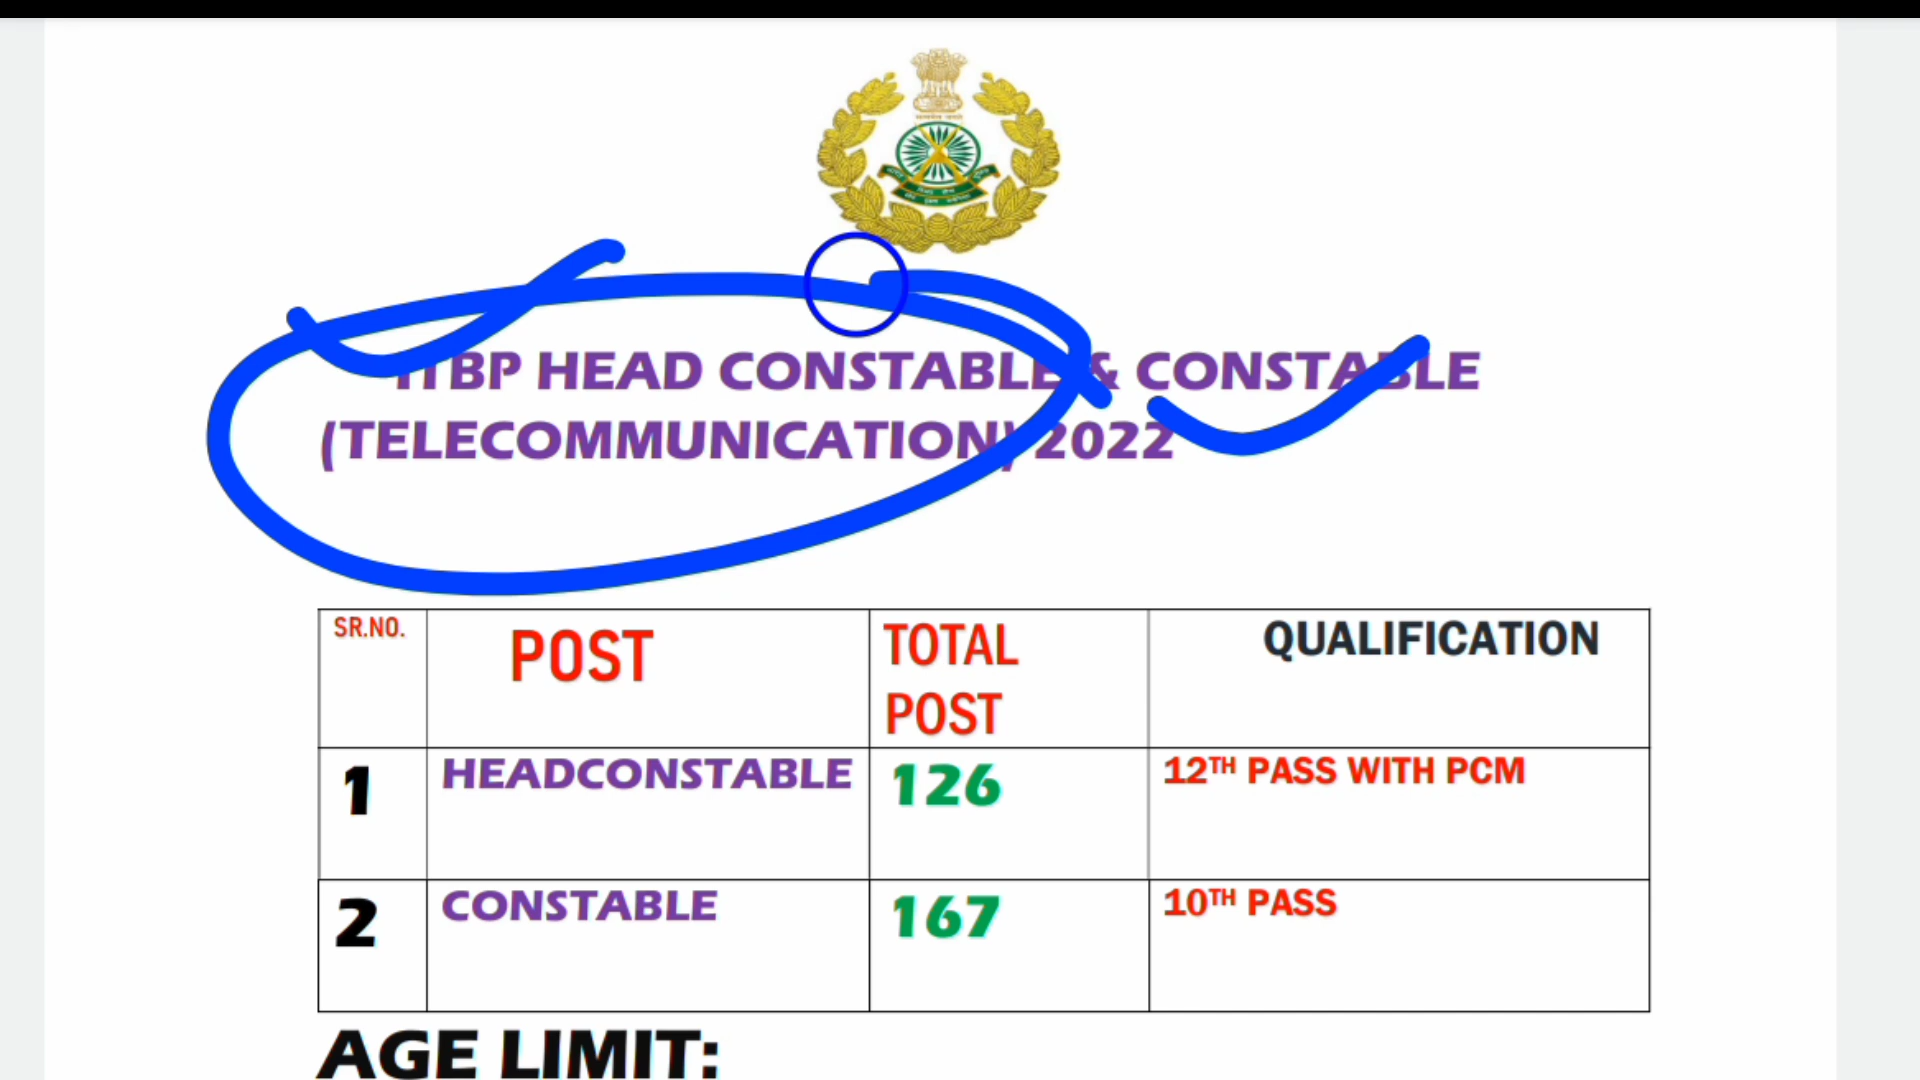 ITBP HEAD CONSTABLE & CONSTABLE
(TELECOMMUNICATION) 2022
SR.NO. POST TOTAL POST QUALIFICATION
1 HEADCONSTABLE 126 12TH PASS WITH PCM
2 CONSTABLE 167 10TH PASS
AGE LIMIT: